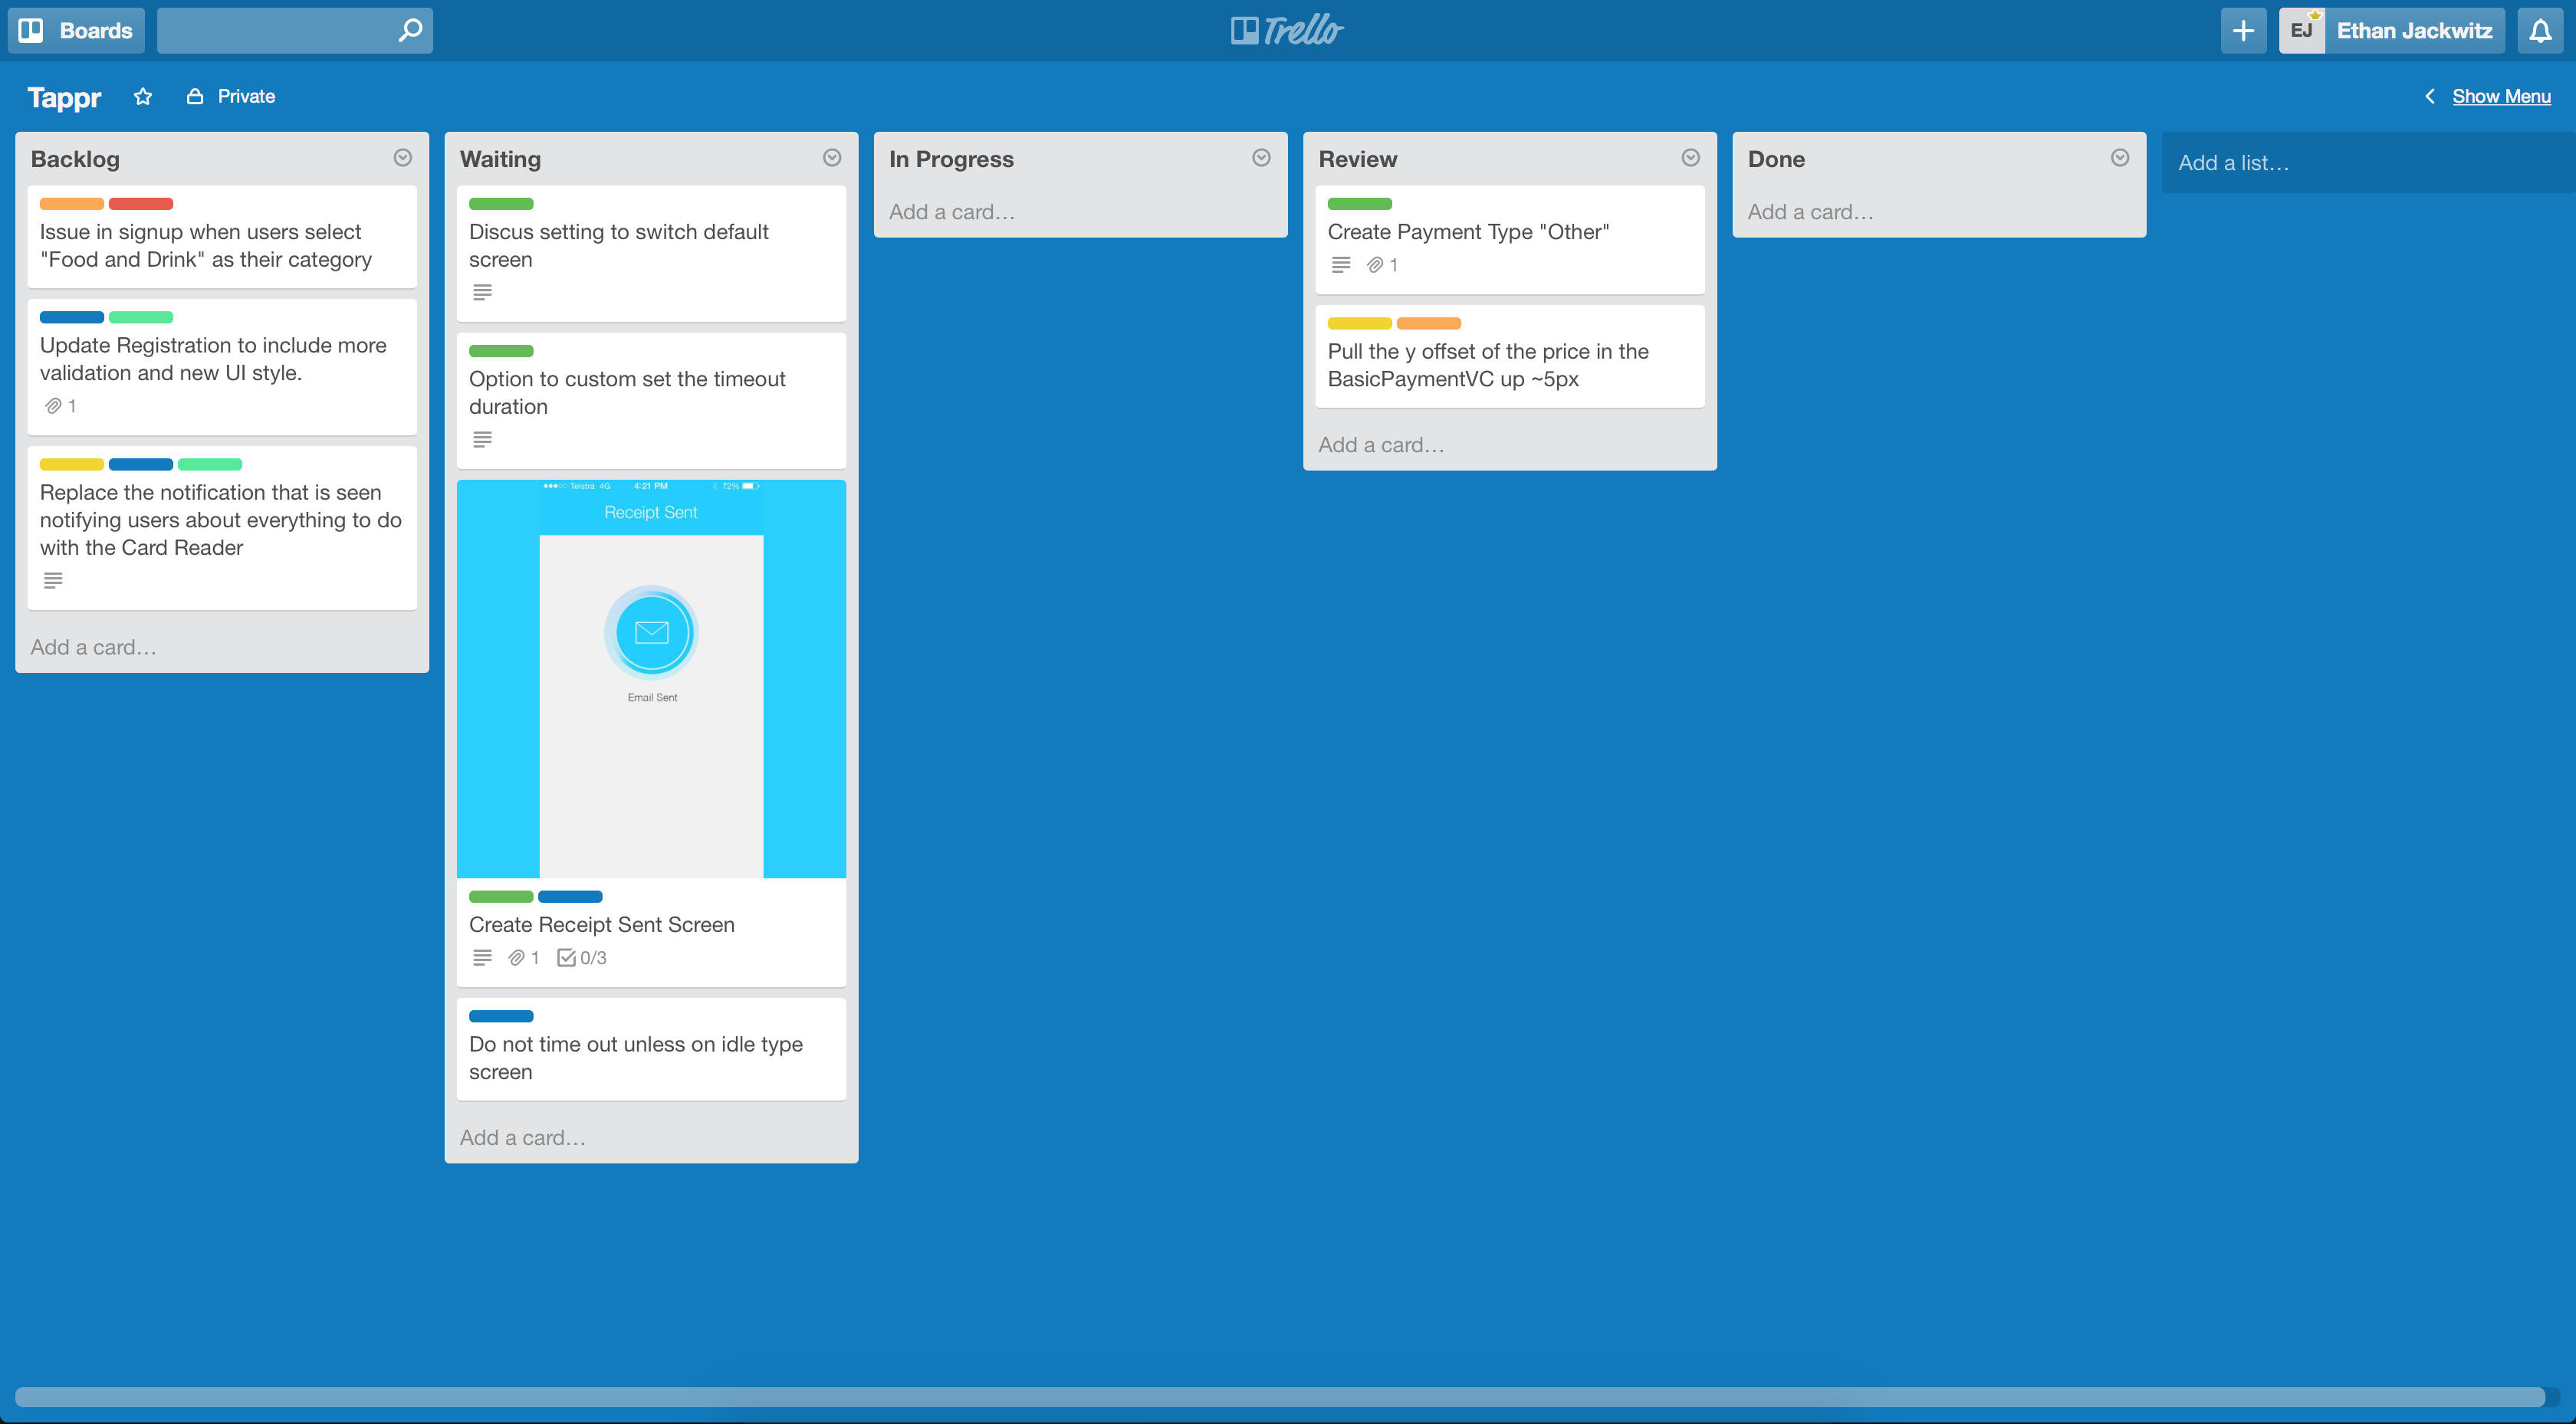 Boards
Trello
EJ
Ethan Jackwitz
Tappr
Private
Show Menu
Backlog
Issue in signup when users select
"Food and Drink" as their category
Update Registration to include more
validation and new UI style.
1
Replace the notification that is seen
notifying users about everything to do
with the Card Reader
Add a card…
Waiting
Discus setting to switch default
screen
Option to custom set the timeout
duration
Telstra 4G 4:21 PM 72%
Receipt Sent
Email Sent
Create Receipt Sent Screen
1 0/3
Do not time out unless on idle type
screen
Add a card…
In Progress
Add a card…
Review
Create Payment Type "Other"
1
Pull the y offset of the price in the
BasicPaymentVC up ~5px
Add a card…
Done
Add a card…
Add a list…